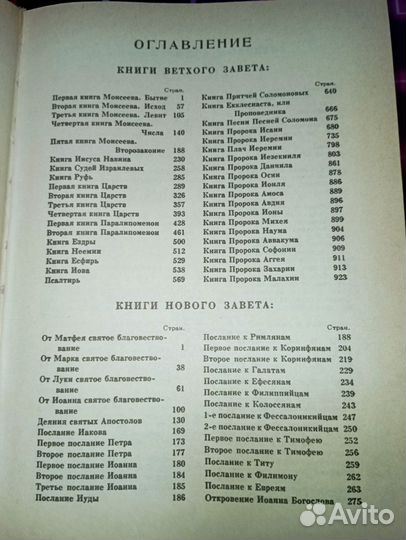 ОГЛАВЛЕНИЕ
КНИГИ ВЕТХОГО ЗАВЕТА:
Стран.
Первая книга Моисеева. Бытие 1
Вторая книга Моисеева. Исход 57
Третья книга Моисеева. Левит 105
Четвертая книга Моисеева.
Числа 140
Пятая книга Моисеева.
Второзаконие 188
Книга Иисуса Навина 230
Книга Судей Израилевых 258
Книга Руфь 285
Первая книга Царств 289
Вторая книга Царств 326
Третья книга Царств 357
Четвертая книга Царств 393
Первая книга Паралипоменон 428
Вторая книга Паралипоменон 461
Книга Ездры 500
Книга Неемии 512
Книга Есфирь 529
Книга Иова 538
Псалтирь 569
Стран.
Книга Притчей Соломоновых 640
Книга Екклесиаста, или
Проповедника 666
Книга Песни Песней Соломона 675
Книга Пророка Исаии 680
Книга Пророка Иеремии 735
Книга Плач Иеремии 798
Книга Пророка Иезекииля 803
Книга Пророка Даниила 861
Книга Пророка Осии 878
Книга Пророка Иоиля 886
Книга Пророка Амоса 889
Книга Пророка Авдия 896
Книга Пророка Ионы 897
Книга Пророка Михея 899
Книга Пророка Наума 904
Книга Пророка Аввакума 906
Книга Пророка Софонии 909
Книга Пророка Аггея 911
Книга Пророка Захарии 913
Книга Пророка Малахии 923
КНИГИ НОВОГО ЗАВЕТА:
Стран.
От Матфея святое благовество-
вание 1
От Марка святое благовество-
вание 38
От Луки святое благовество-
вание 61
От Иоанна святое благовество-
вание 100
Деяния святых Апостолов 130
Послание Иакова 169
Первое послание Петра 173
Второе послание Петра 177
Первое послание Иоанна 180
Второе послание Иоанна 184
Третье послание Иоанна 185
Послание Иуды 186
Стран.
Послание к Римлянам 188
Первое послание к Коринфянам 204
Второе послание к Коринфянам 219
Послание к Галатам 229
Послание к Ефесянам 234
Послание к Филиппийцам 239
Послание к Колоссянам 243
1-е послание к Фессалоникийцам 247
2-е послание к Фессалоникийцам 250
Первое послание к Тимофею 252
Второе послание к Тимофею 256
Послание к Титу 259
Послание к Филимону 262
Послание к Евреям 263
Откровение Иоанна Богослова 275
Avito